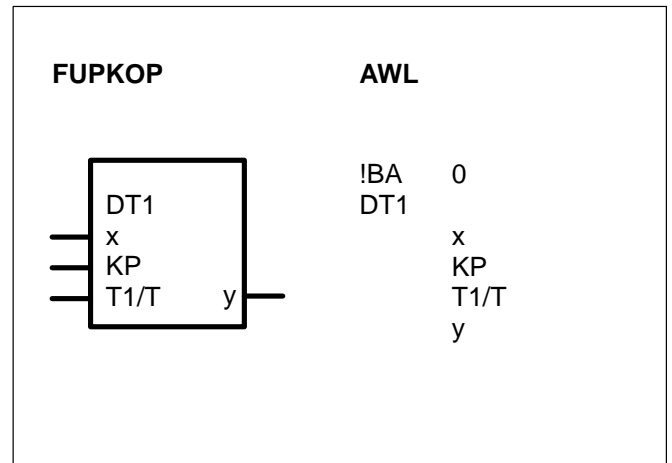 FUPKOP AWL
DT1
x
KP
T1/T y
!BA 0
DT1
x
KP
T1/T
y